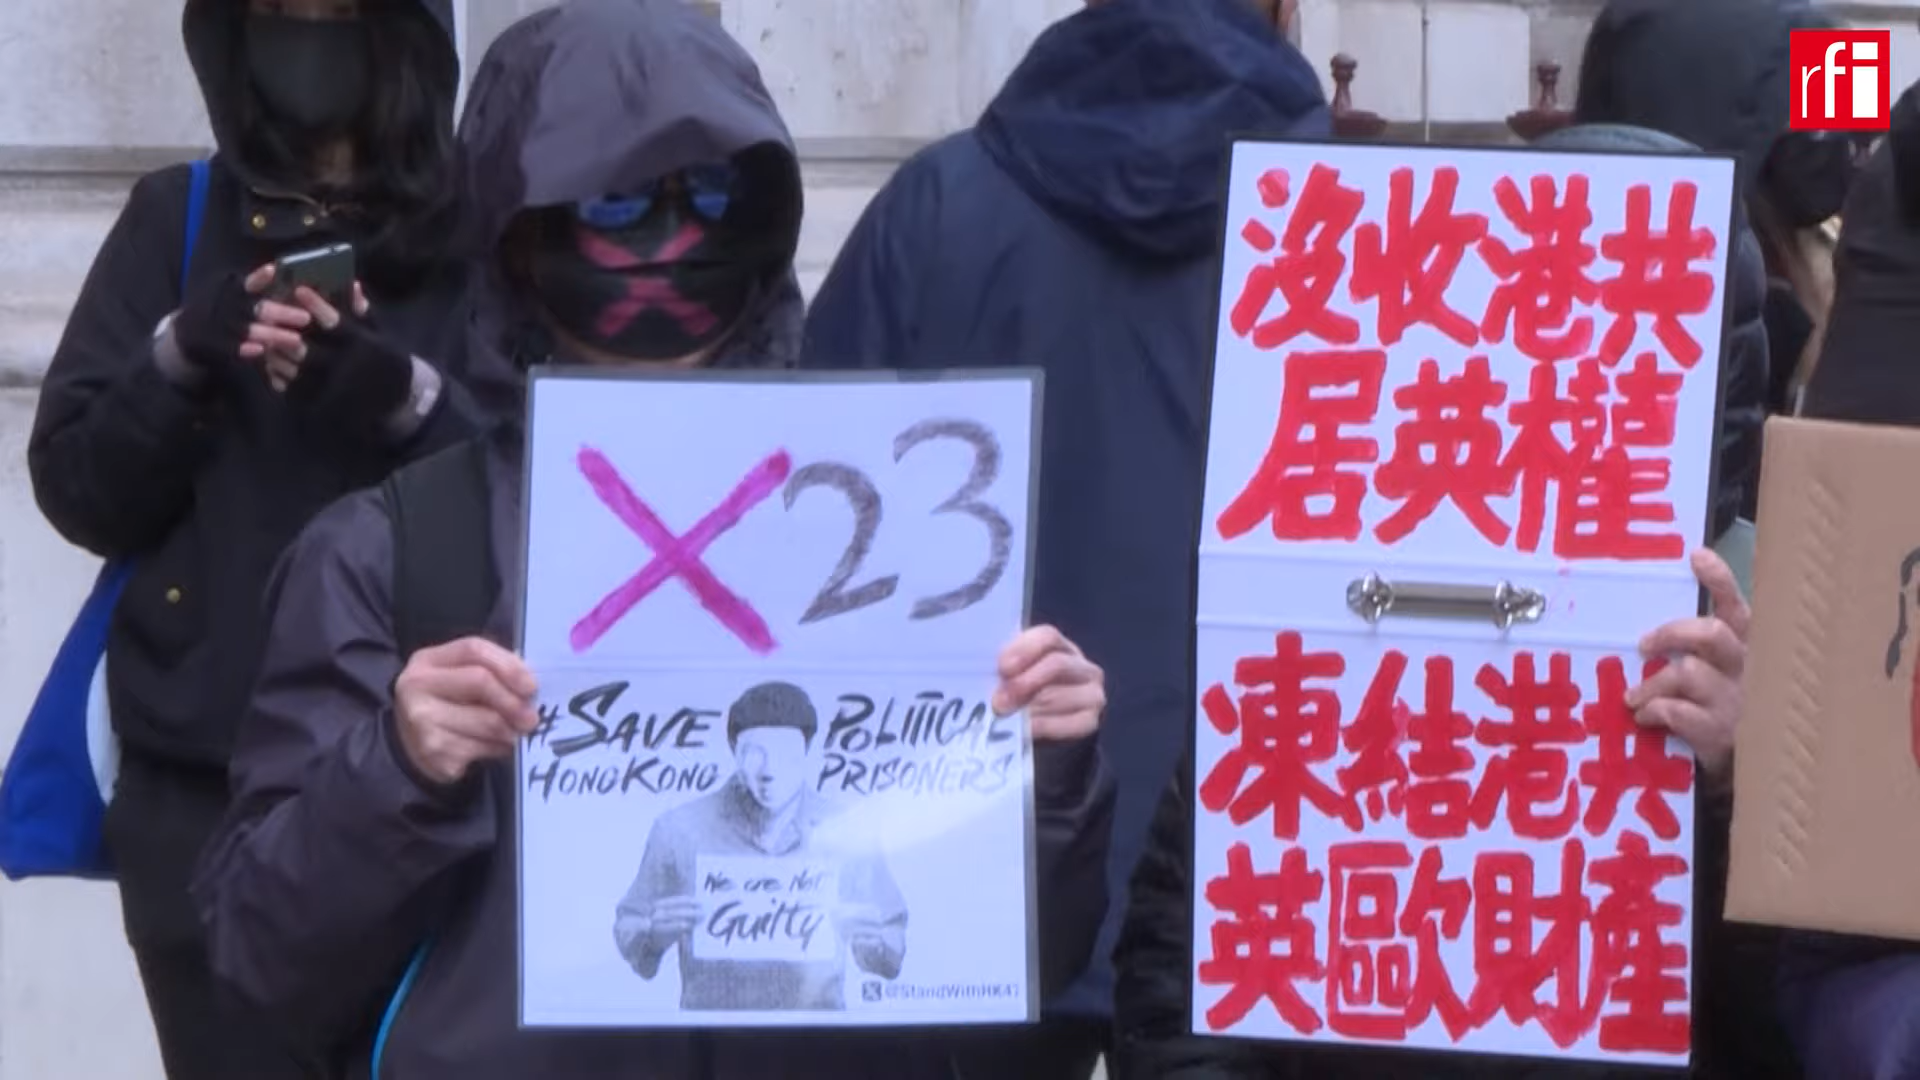 rfi
X23
#SAVE POLITICAL
HONGKONG PRISONERS
We are Not
Guilty
@StandWithHK47
沒收港共
居英權
凍結港共
英歐財產